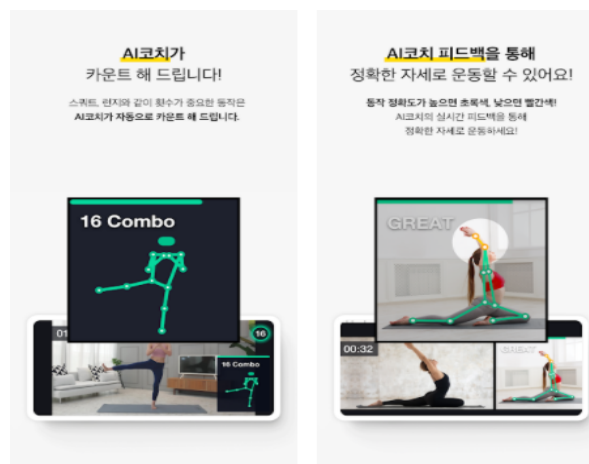 AI코치가
카운트 해 드립니다!
스쿼트, 런지와 같이 횟수가 중요한 동작은
AI코치가 자동으로 카운트 해 드립니다.
16 Combo
01
16
16 Combo
AI코치 피드백을 통해
정확한 자세로 운동할 수 있어요!
동작 정확도가 높으면 초록색, 낮으면 빨간색!
AI코치의 실시간 피드백을 통해
정확한 자세로 운동하세요!
GREAT
00:32
GREAT